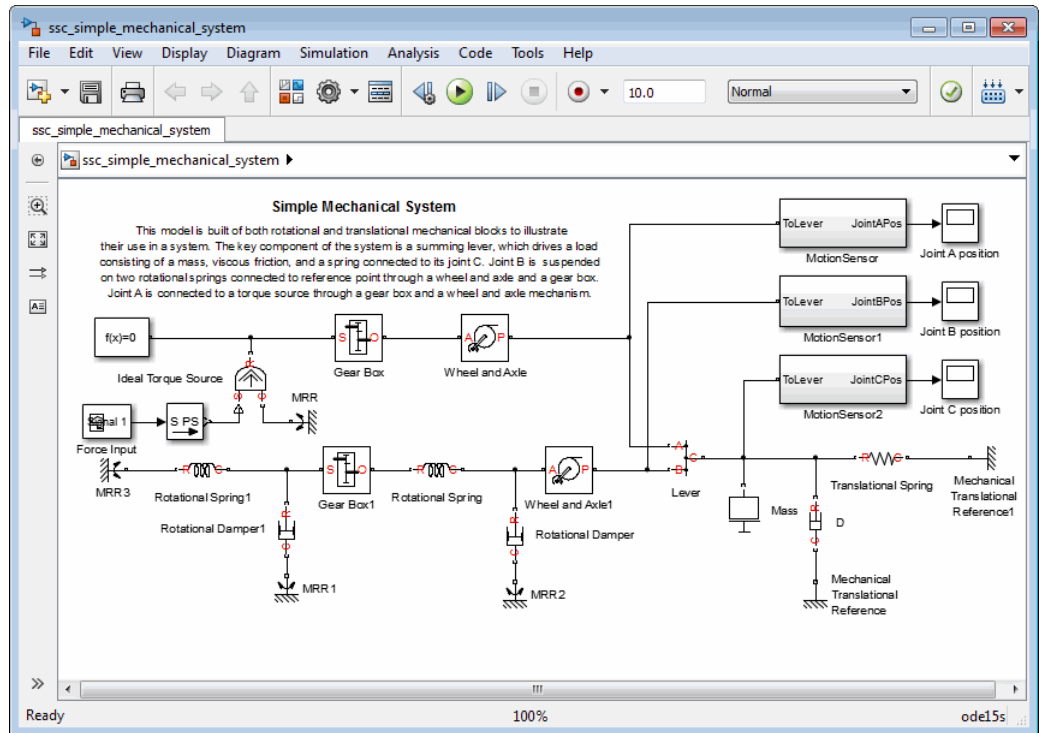 ssc_simple_mechanical_system
File Edit View Display Diagram Simulation Analysis Code Tools Help
10.0
Normal
ssc_simple_mechanical_system
ssc_simple_mechanical_system
Simple Mechanical System
This model is built of both rotational and translational mechanical blocks to illustrate
their use in a system. The key component of the system is a summing lever, which drives a load
consisting of a mass, viscous friction, and a spring connected to its joint C. Joint B is suspended
on two rotational springs connected to reference point through a wheel and axle and a gear box.
Joint A is connected to a torque source through a gear box and a wheel and axle mechanism.
ToLever JointAPos
MotionSensor
Joint A position
ToLever JointBPos
MotionSensor1
Joint B position
ToLever JointCPos
MotionSensor2
Joint C position
f(x)=0
S O
Gear Box
A P
Wheel and Axle
Ideal Torque Source
R
S C
MRR
Signal 1
Force Input
S PS
MRR3
R C
Rotational Spring1
S O
Gear Box1
R C
Rotational Spring
A P
Wheel and Axle1
A
B
C
Lever
R C
Translational Spring
Mechanical
Translational
Reference1
Mass
R
C
D
R
C
Rotational Damper1
R
C
Rotational Damper
MRR1
MRR2
Mechanical
Translational
Reference
Ready
100%
ode15s